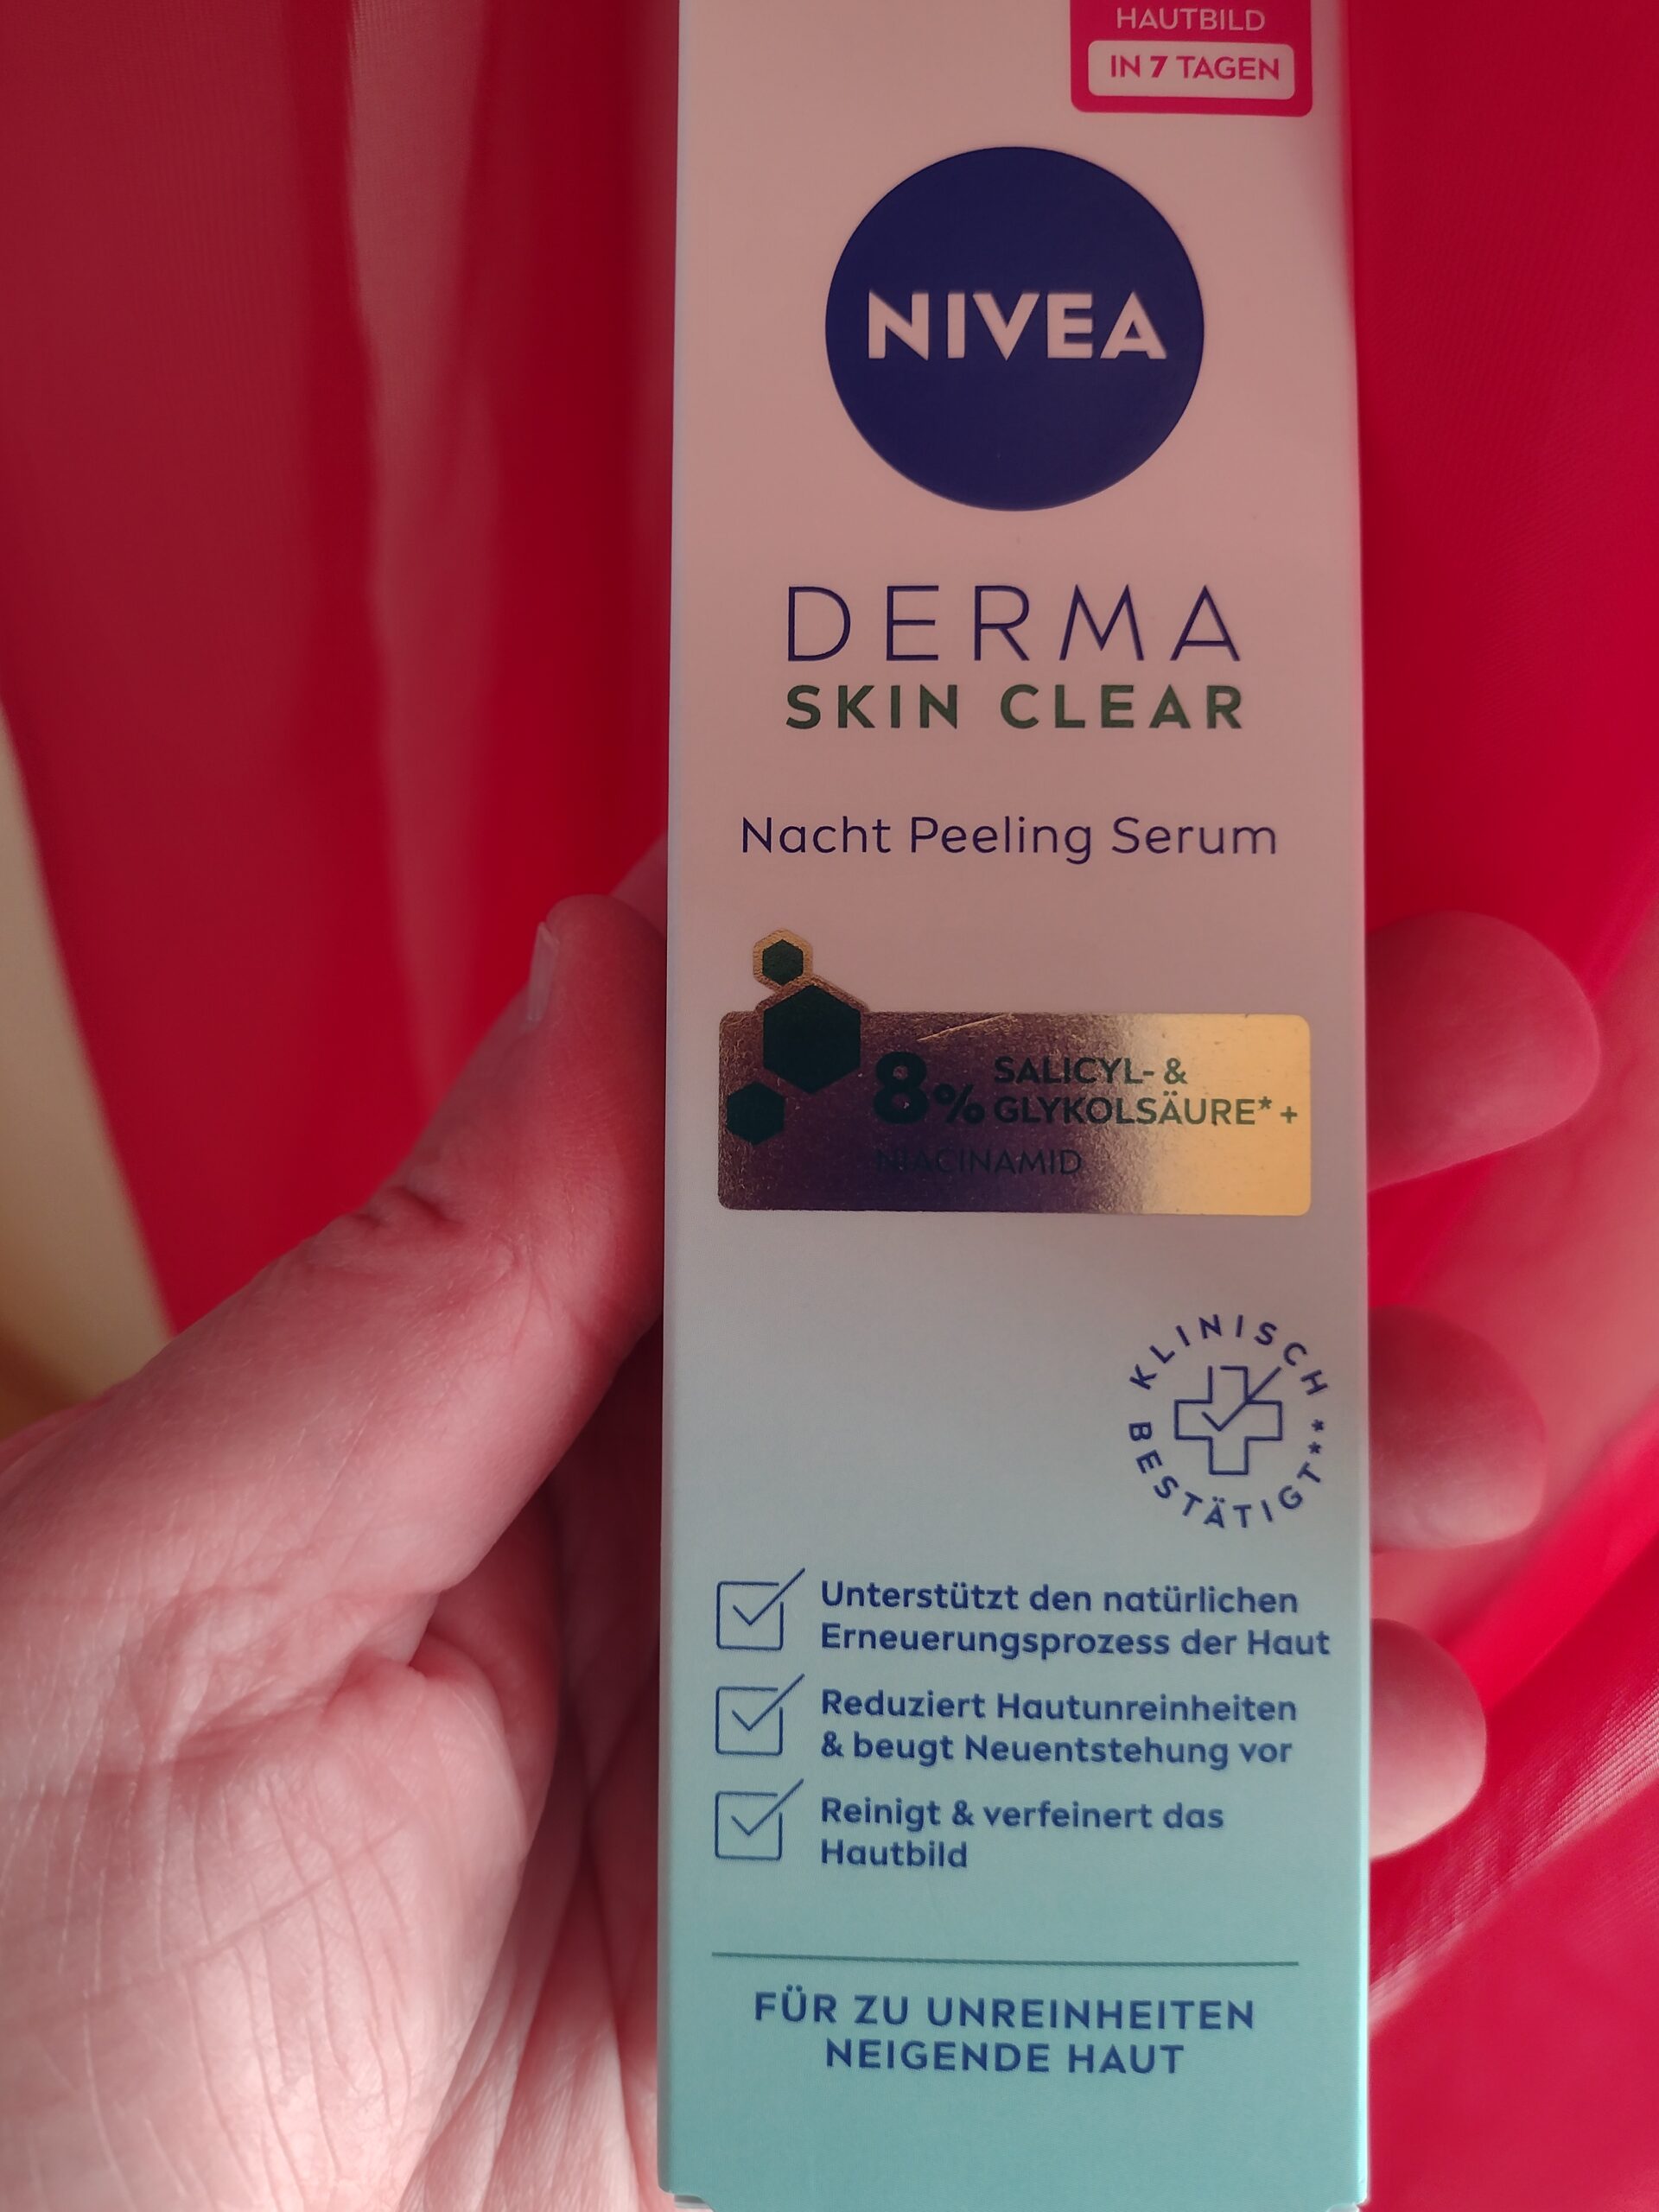 HAUTBILD
IN 7 TAGEN
NIVEA
DERMA
SKIN CLEAR
Nacht Peeling Serum
8% SALICYL- &
GLYKOLSÄURE* +
NIACINAMID
KLINISCH
BESTÄTIGT**
Unterstützt den natürlichen
Erneuerungsprozess der Haut
Reduziert Hautunreinheiten
& beugt Neuentstehung vor
Reinigt & verfeinert das
Hautbild
FÜR ZU UNREINHEITEN
NEIGENDE HAUT